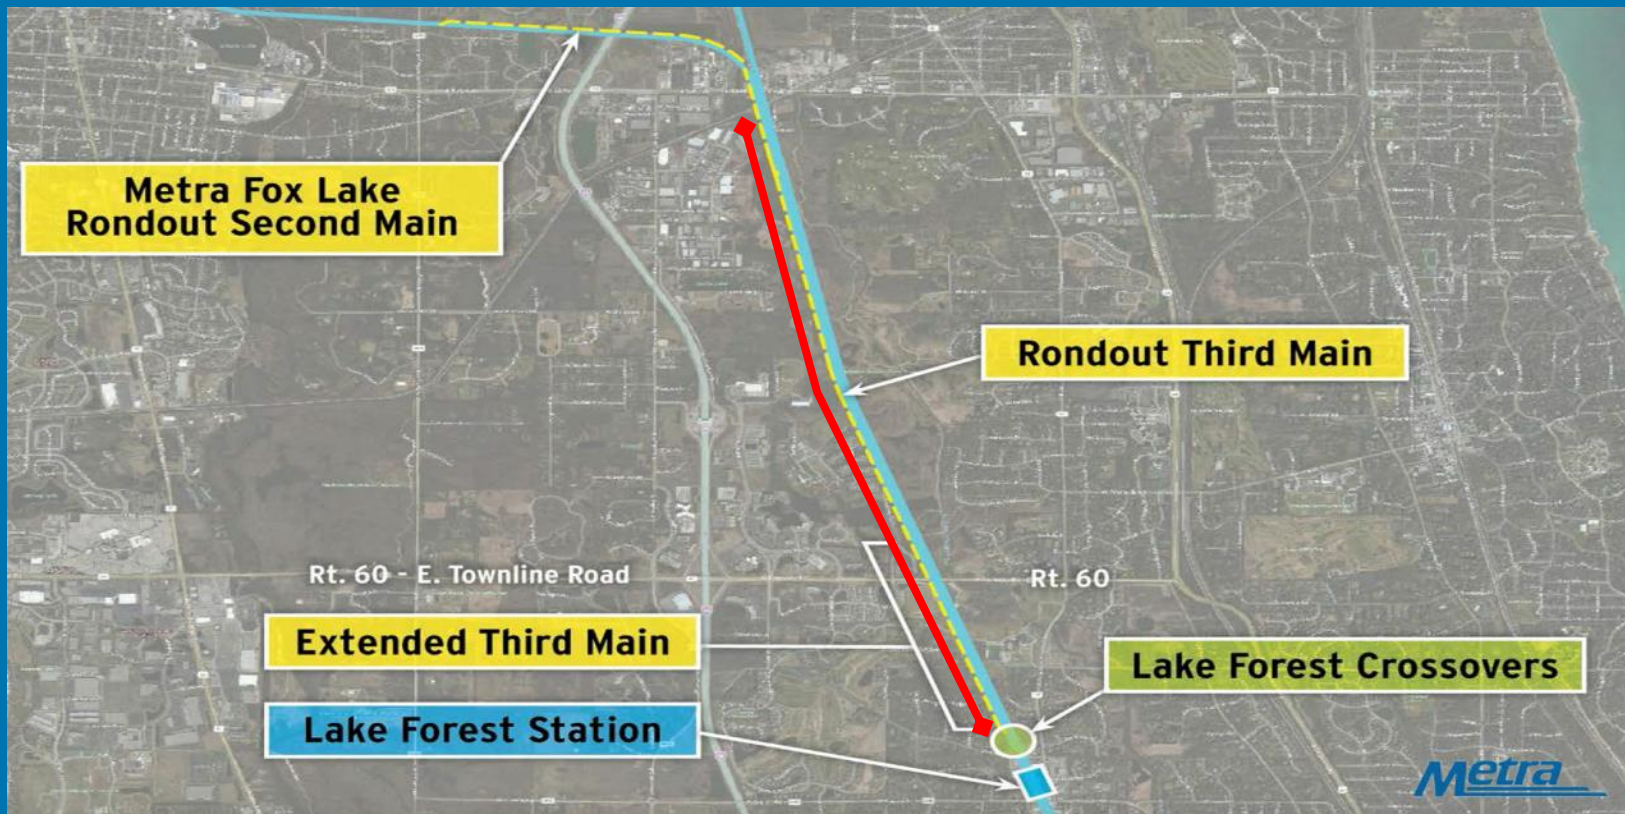 Metra Fox Lake
Rondout Second Main
Rondout Third Main
Rt. 60 - E. Townline Road
Rt. 60
Extended Third Main
Lake Forest Crossovers
Lake Forest Station
Metra